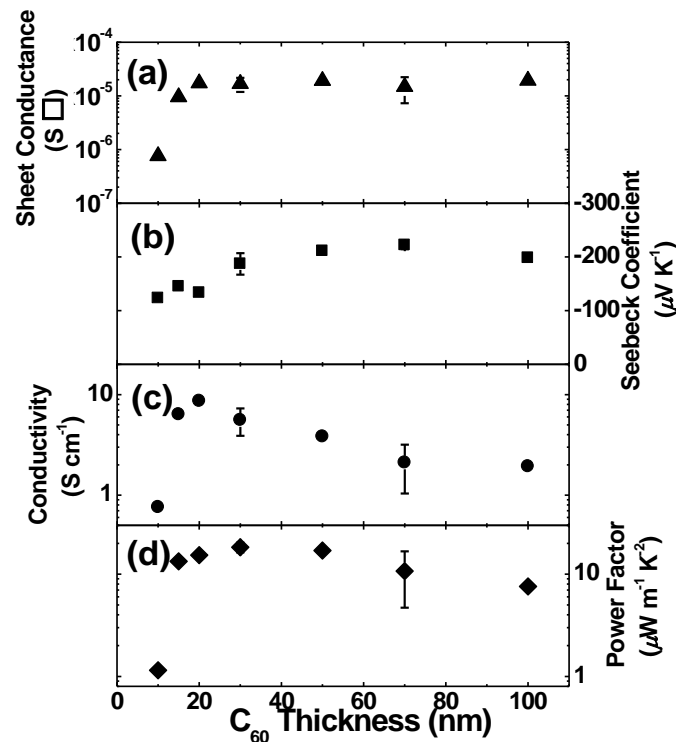 (a)
Sheet Conductance
(S □)
10⁻⁴
10⁻⁵
10⁻⁶
10⁻⁷
(b)
-300
-200
-100
0
Seebeck Coefficient
(μV K⁻¹)
(c)
Conductivity
(S cm⁻¹)
10
1
(d)
Power Factor
(μW m⁻¹ K⁻²)
10
1
0 20 40 60 80 100
C₆₀ Thickness (nm)